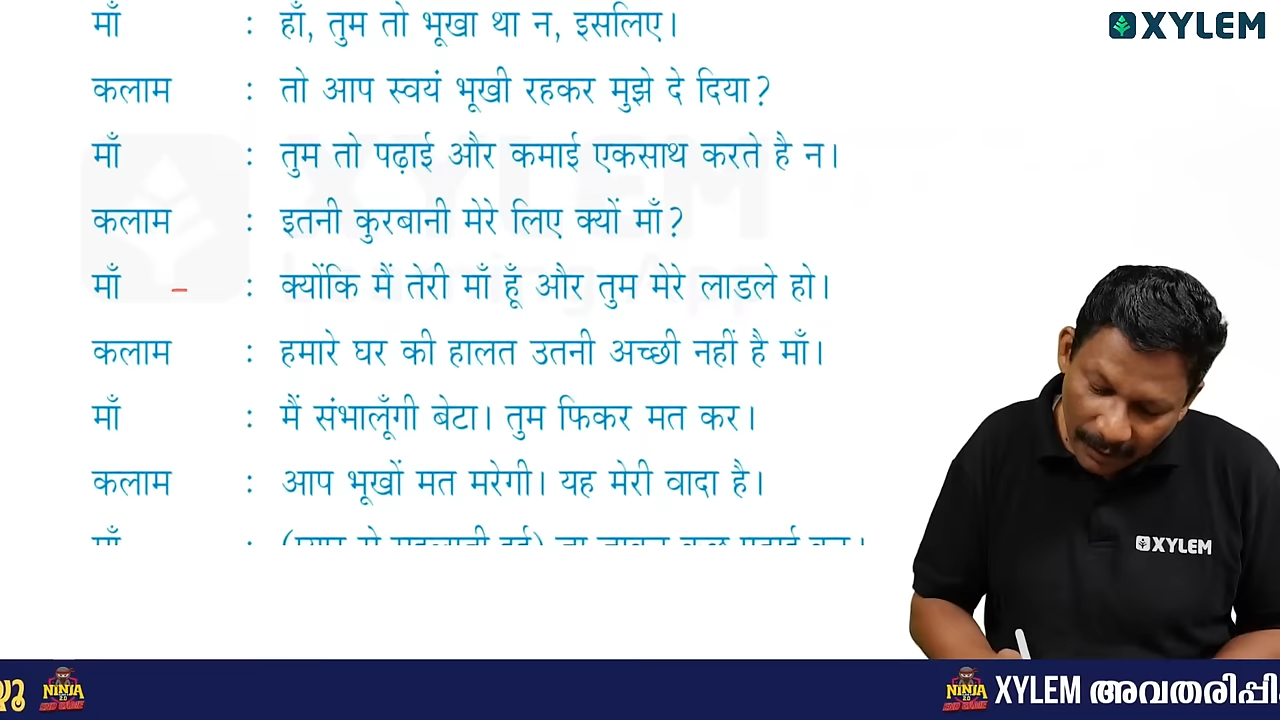 XYLEM
माँ : हाँ, तुम तो भूखा था न, इसलिए।
कलाम : तो आप स्वयं भूखी रहकर मुझे दे दिया?
माँ : तुम तो पढ़ाई और कमाई एकसाथ करते है न।
कलाम : इतनी कुरबानी मेरे लिए क्यों माँ?
माँ : क्योंकि मैं तेरी माँ हूँ और तुम मेरे लाडले हो।
कलाम : हमारे घर की हालत उतनी अच्छी नहीं है माँ।
माँ : मैं संभालूँगी बेटा। तुम फिकर मत कर।
कलाम : आप भूखों मत मरेगी। यह मेरी वादा है।
XYLEM
NINJA
NINJA
XYLEM അവതരിപ്പി